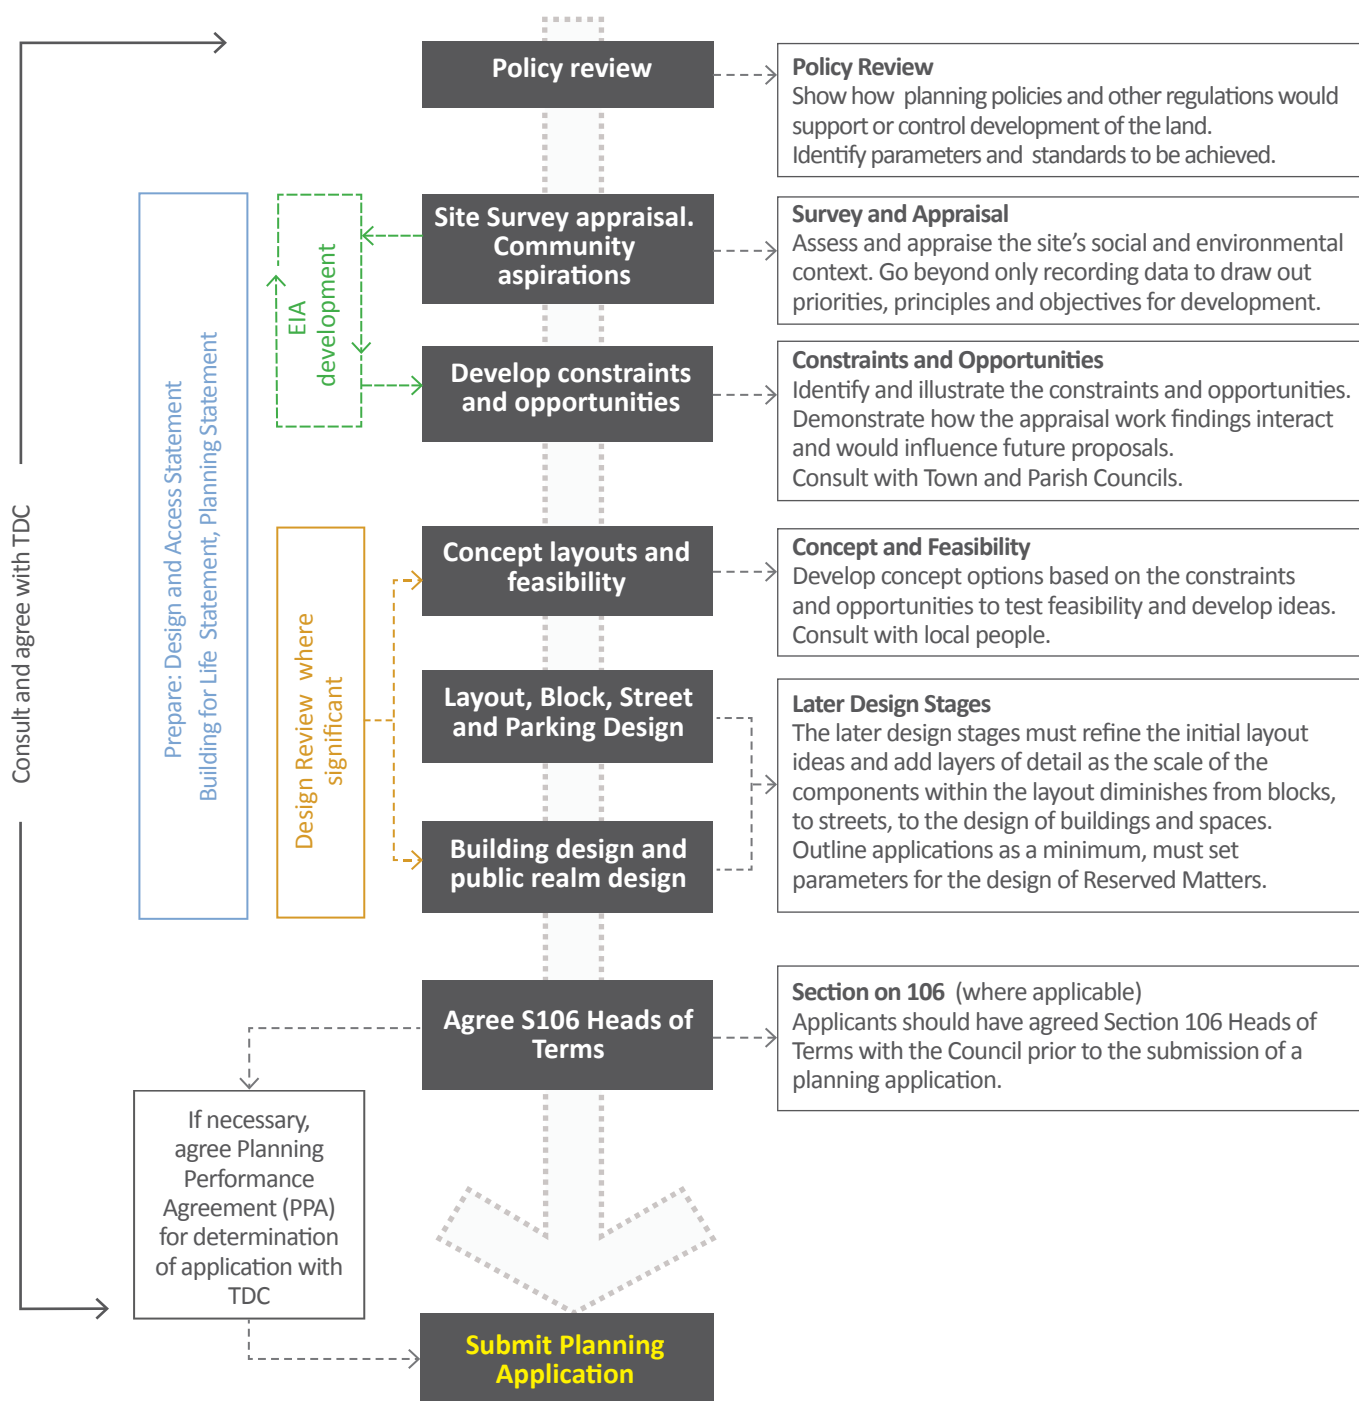 Policy review
Policy Review
Show how planning policies and other regulations would
support or control development of the land.
Identify parameters and standards to be achieved.
Site Survey appraisal.
Community
aspirations
Survey and Appraisal
Assess and appraise the site's social and environmental
context. Go beyond only recording data to draw out
priorities, principles and objectives for development.
EIA
development
Develop constraints
and opportunities
Constraints and Opportunities
Identify and illustrate the constraints and opportunities.
Demonstrate how the appraisal work findings interact
and would influence future proposals.
Consult with Town and Parish Councils.
Consult and agree with TDC
Prepare: Design and Access Statement
Building for Life Statement, Planning Statement
Design Review where
significant
Concept layouts and
feasibility
Concept and Feasibility
Develop concept options based on the constraints
and opportunities to test feasibility and develop ideas.
Consult with local people.
Layout, Block, Street
and Parking Design
Later Design Stages
The later design stages must refine the initial layout
ideas and add layers of detail as the scale of the
components within the layout diminishes from blocks,
to streets, to the design of buildings and spaces.
Outline applications as a minimum, must set
parameters for the design of Reserved Matters.
Building design and
public realm design
Agree S106 Heads of
Terms
Section on 106 (where applicable)
Applicants should have agreed Section 106 Heads of
Terms with the Council prior to the submission of a
planning application.
If necessary,
agree Planning
Performance
Agreement (PPA)
for determination
of application with
TDC
Submit Planning
Application